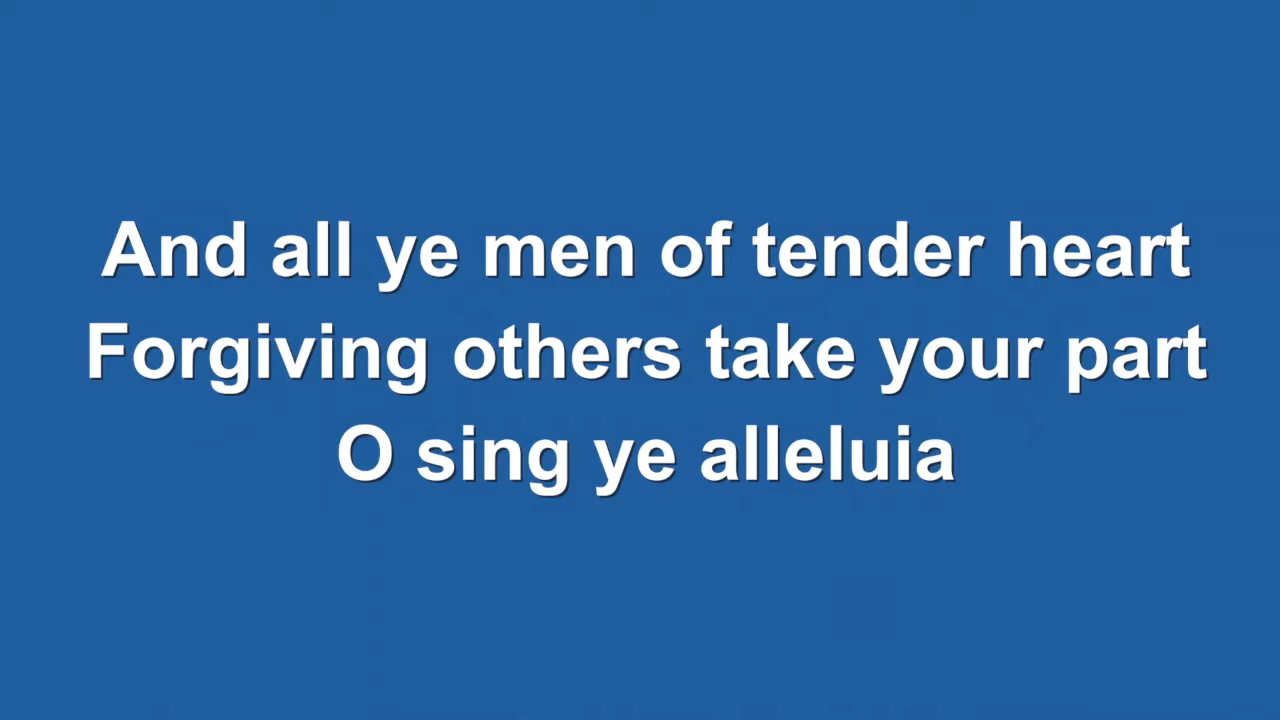 And all ye men of tender heart
Forgiving others take your part
O sing ye alleluia